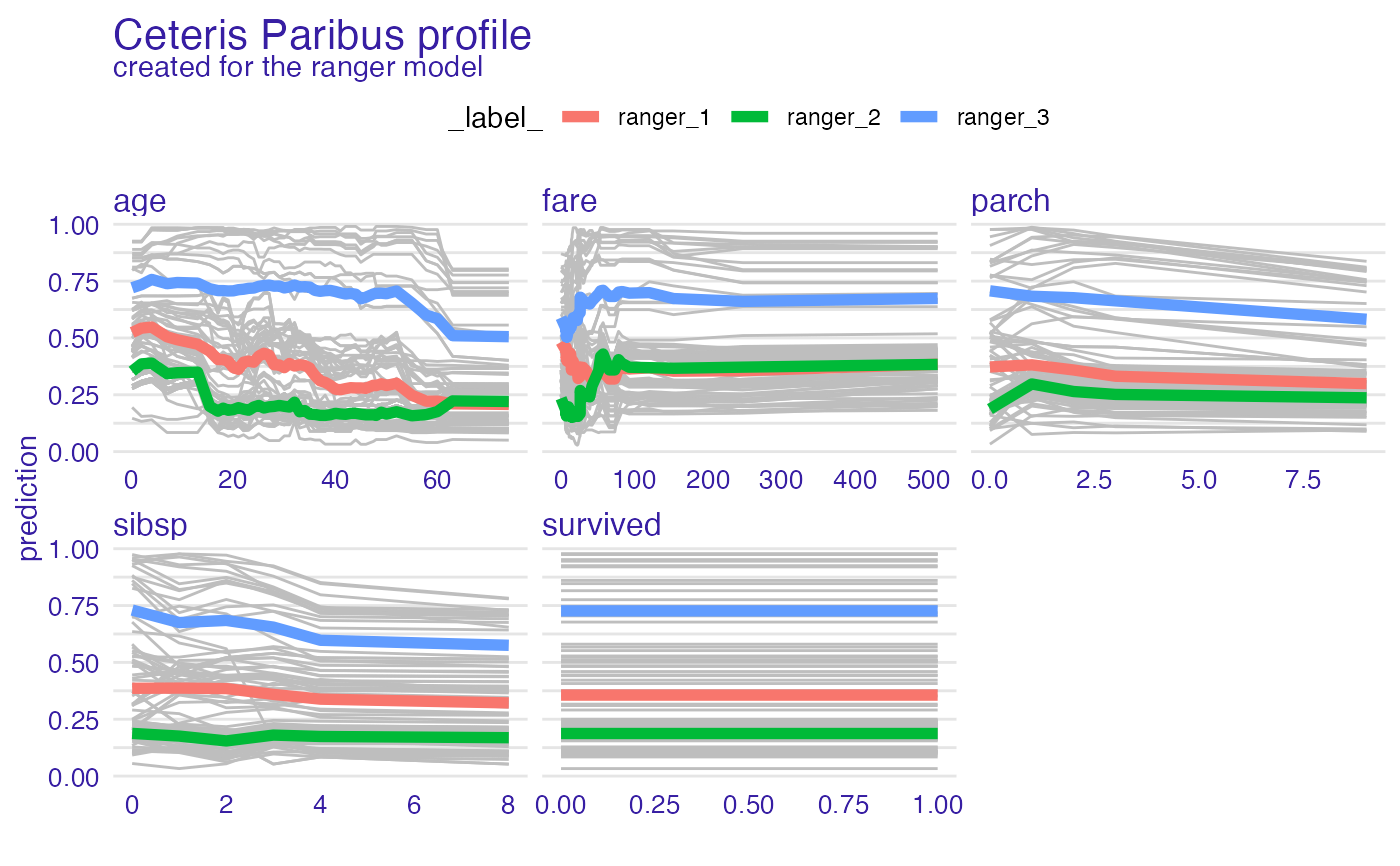 Ceteris Paribus profile
created for the ranger model
_label_ ranger_1 ranger_2 ranger_3
age fare parch
1.00
0.75
0.50
0.25
0.00
0 20 40 60 0 100 200 300 400 500 0.0 2.5 5.0 7.5
prediction
sibsp survived
1.00
0.75
0.50
0.25
0.00
0 2 4 6 8 0.00 0.25 0.50 0.75 1.00